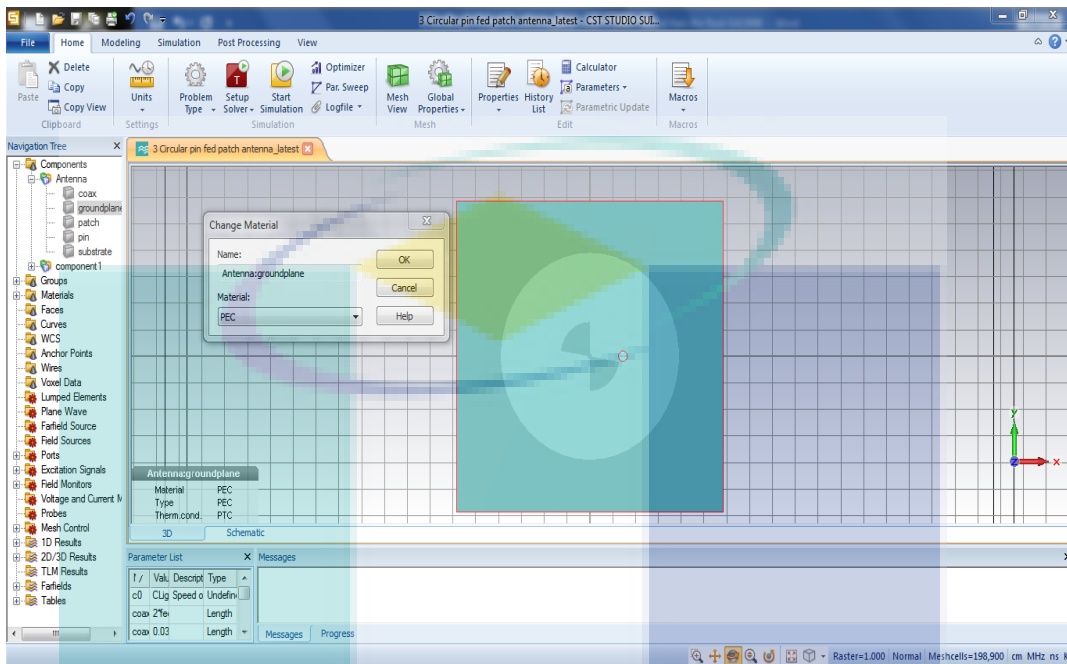 3 Circular pin fed patch antenna_latest - CST STUDIO SUI...
File Home Modeling Simulation Post Processing View
Paste
Delete
Copy
Copy View
Clipboard
Units
Settings
Problem Type
Setup Solver
Start Simulation
Optimizer
Par. Sweep
Logfile
Simulation
Mesh View
Global Properties
Mesh
Properties
History List
Calculator
Parameters
Parametric Update
Edit
Macros
Macros
Navigation Tree
3 Circular pin fed patch antenna_latest
Components
Antenna
coax
groundplane
patch
pin
substrate
component1
Groups
Materials
Faces
Curves
WCS
Anchor Points
Wires
Voxel Data
Lumped Elements
Plane Wave
Farfield Source
Field Sources
Ports
Excitation Signals
Field Monitors
Voltage and Current M
Probes
Mesh Control
1D Results
2D/3D Results
TLM Results
Farfields
Tables
Change Material
Name:
Antenna:groundplane
Material:
PEC
OK
Cancel
Help
y
z
x
Antenna:groundplane
Material PEC
Type PEC
Therm.cond. PTC
3D Schematic
Parameter List
Valu Descript Type
c0 CLig Speed o Undefin
coax 2*fe Length
coax 0.03 Length
Messages
Messages Progress
Raster=1.000 Normal Meshcells=198,900 cm MHz ns K